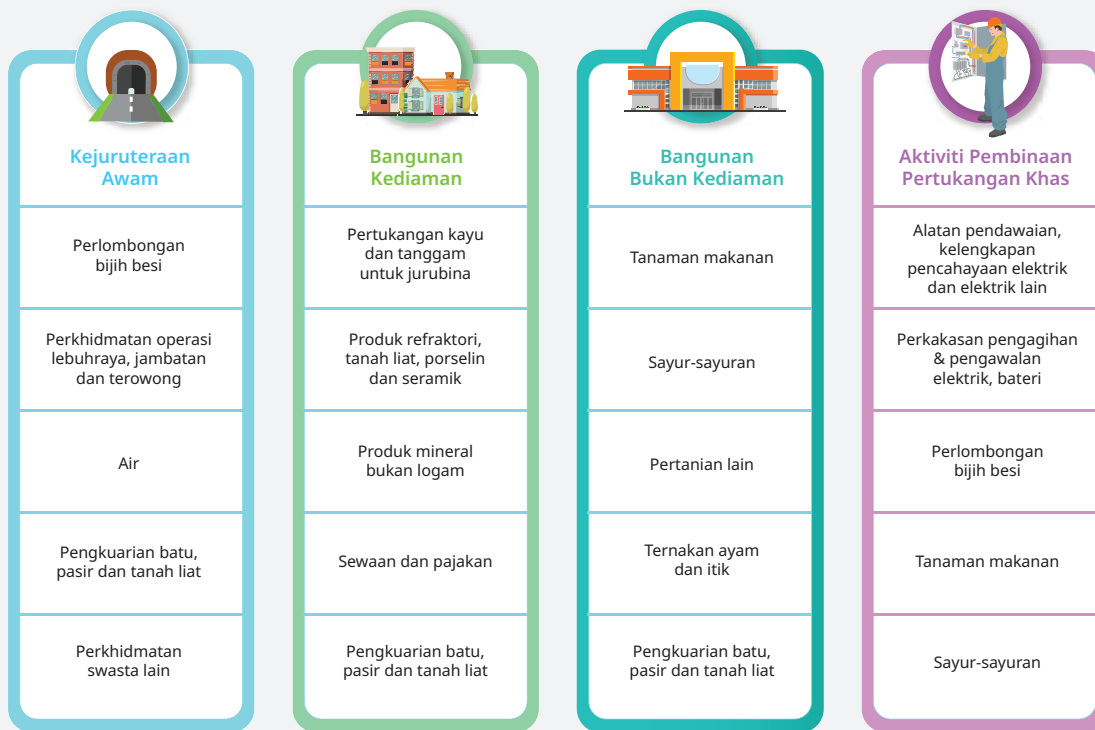 Kejuruteraan
Awam
Perlombongan
bijih besi
Perkhidmatan operasi
lebuhraya, jambatan
dan terowong
Air
Pengkuarian batu,
pasir dan tanah liat
Perkhidmatan
swasta lain
Bangunan
Kediaman
Pertukangan kayu
dan tanggam
untuk jurubina
Produk refraktori,
tanah liat, porselin
dan seramik
Produk mineral
bukan logam
Sewaan dan pajakan
Pengkuarian batu,
pasir dan tanah liat
Bangunan
Bukan Kediaman
Tanaman makanan
Sayur-sayuran
Pertanian lain
Ternakan ayam
dan itik
Pengkuarian batu,
pasir dan tanah liat
Aktiviti Pembinaan
Pertukangan Khas
Alatan pendawaian,
kelengkapan
pencahayaan elektrik
dan elektrik lain
Perkakasan pengagihan
& pengawalan
elektrik, bateri
Perlombongan
bijih besi
Tanaman makanan
Sayur-sayuran